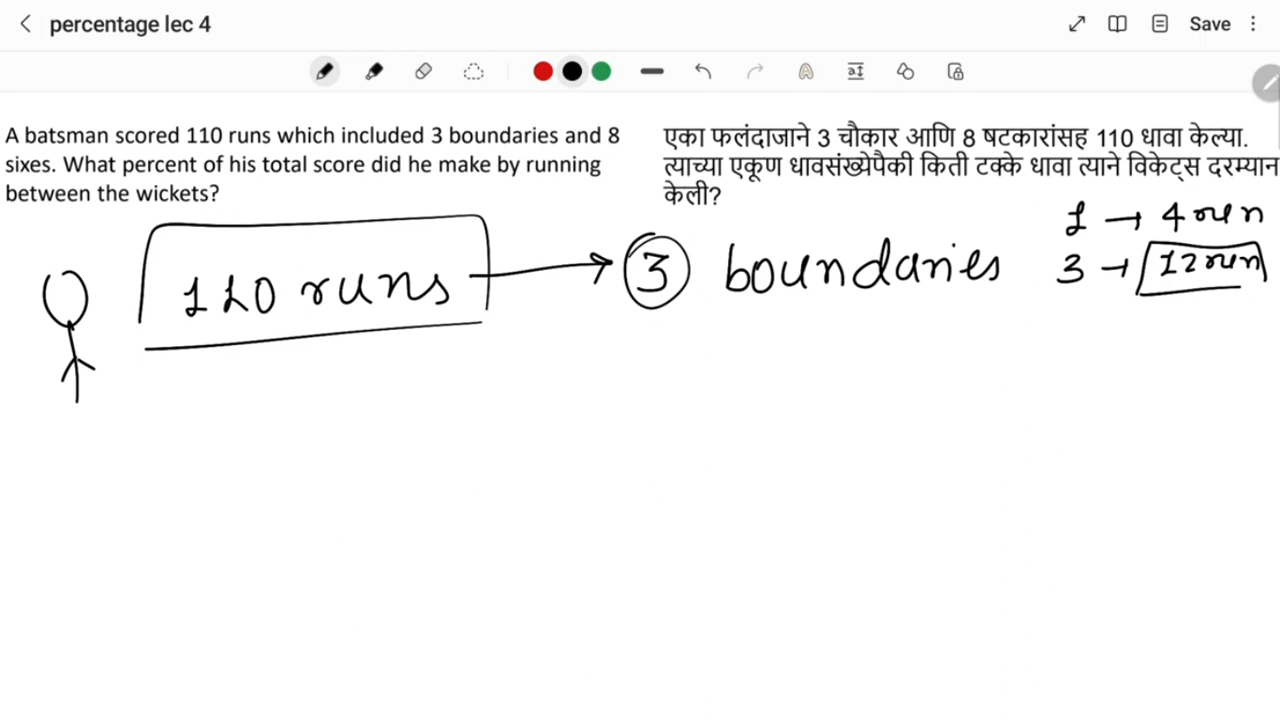 percentage lec 4
Save
A batsman scored 110 runs which included 3 boundaries and 8
sixes. What percent of his total score did he make by running
between the wickets?
एका फलंदाजाने 3 चौकार आणि 8 षटकारांसह 110 धावा केल्या.
त्याच्या एकूण धावसंख्येपैकी किती टक्के धावा त्याने विकेट्स दरम्यान
केली?
110 runs → 3 boundaries
1 → 4 run
3 → 12 run